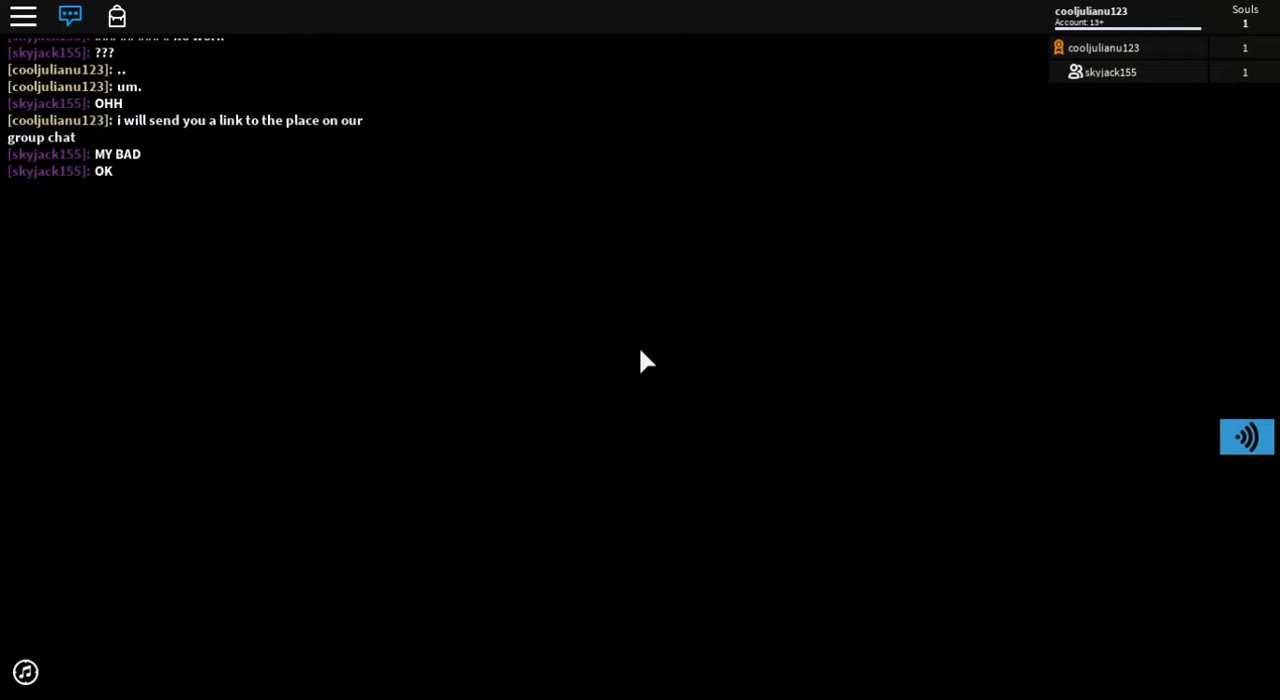 cooljulianu123
Account: 13+
Souls
1
cooljulianu123 1
skyjack155 1
[skyjack155]: ???
[cooljulianu123]: ..
[cooljulianu123]: um.
[skyjack155]: OHH
[cooljulianu123]: i will send you a link to the place on our
group chat
[skyjack155]: MY BAD
[skyjack155]: OK